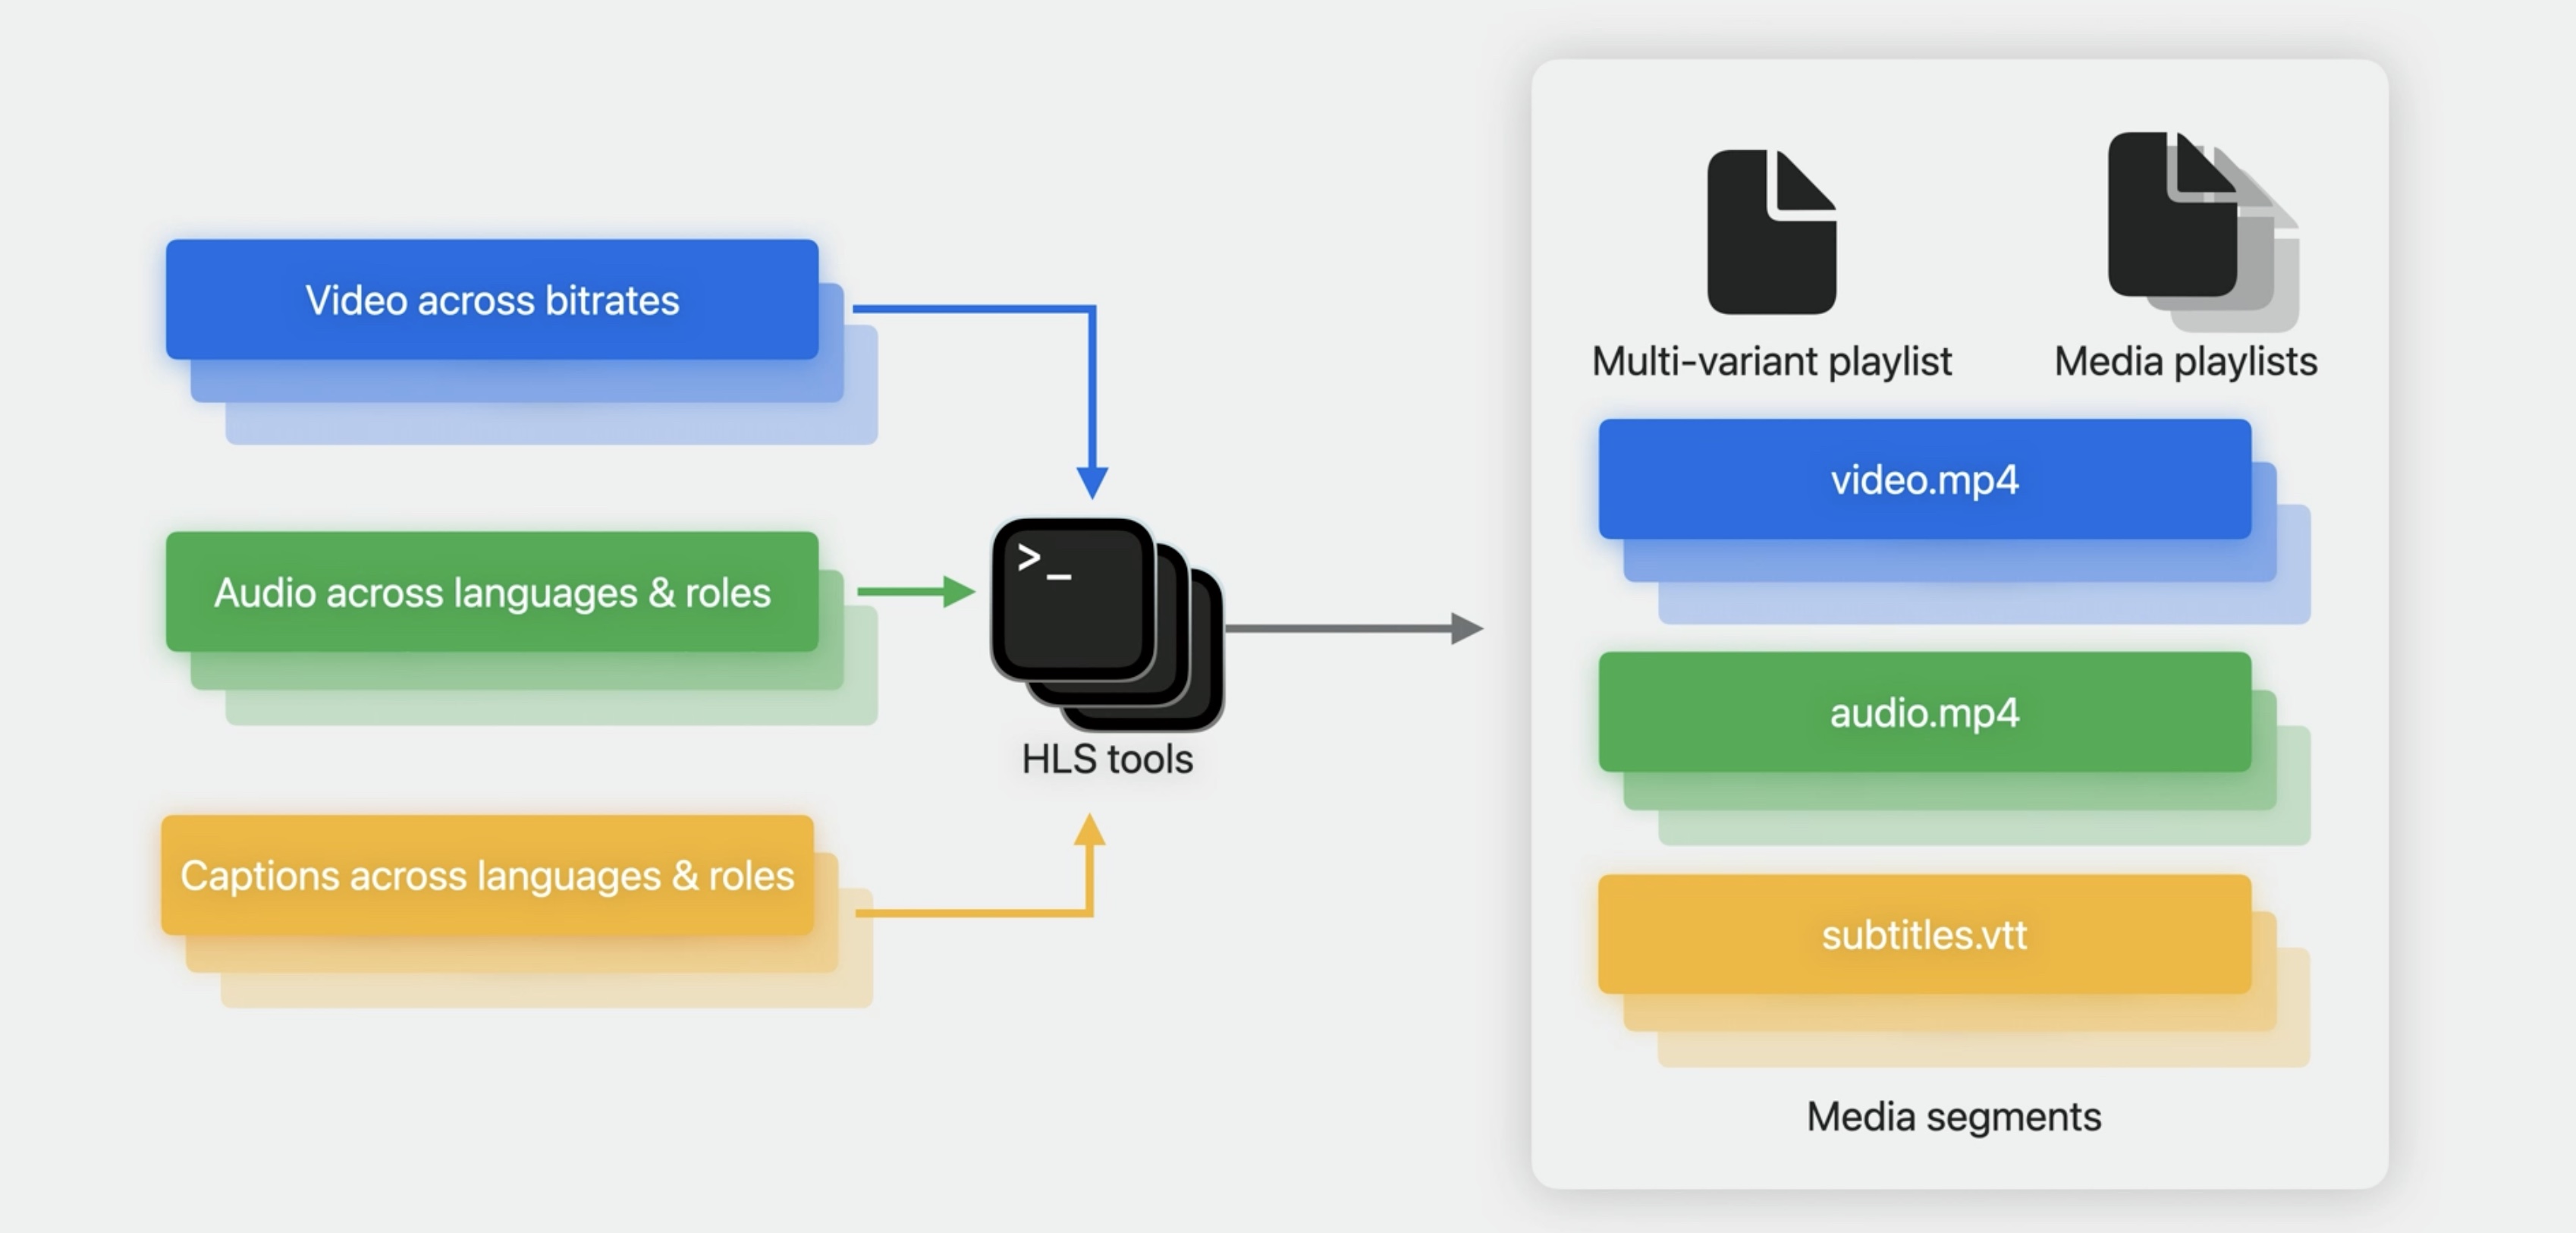 Video across bitrates
Audio across languages & roles
Captions across languages & roles
>_
HLS tools
Multi-variant playlist
Media playlists
video.mp4
audio.mp4
subtitles.vtt
Media segments